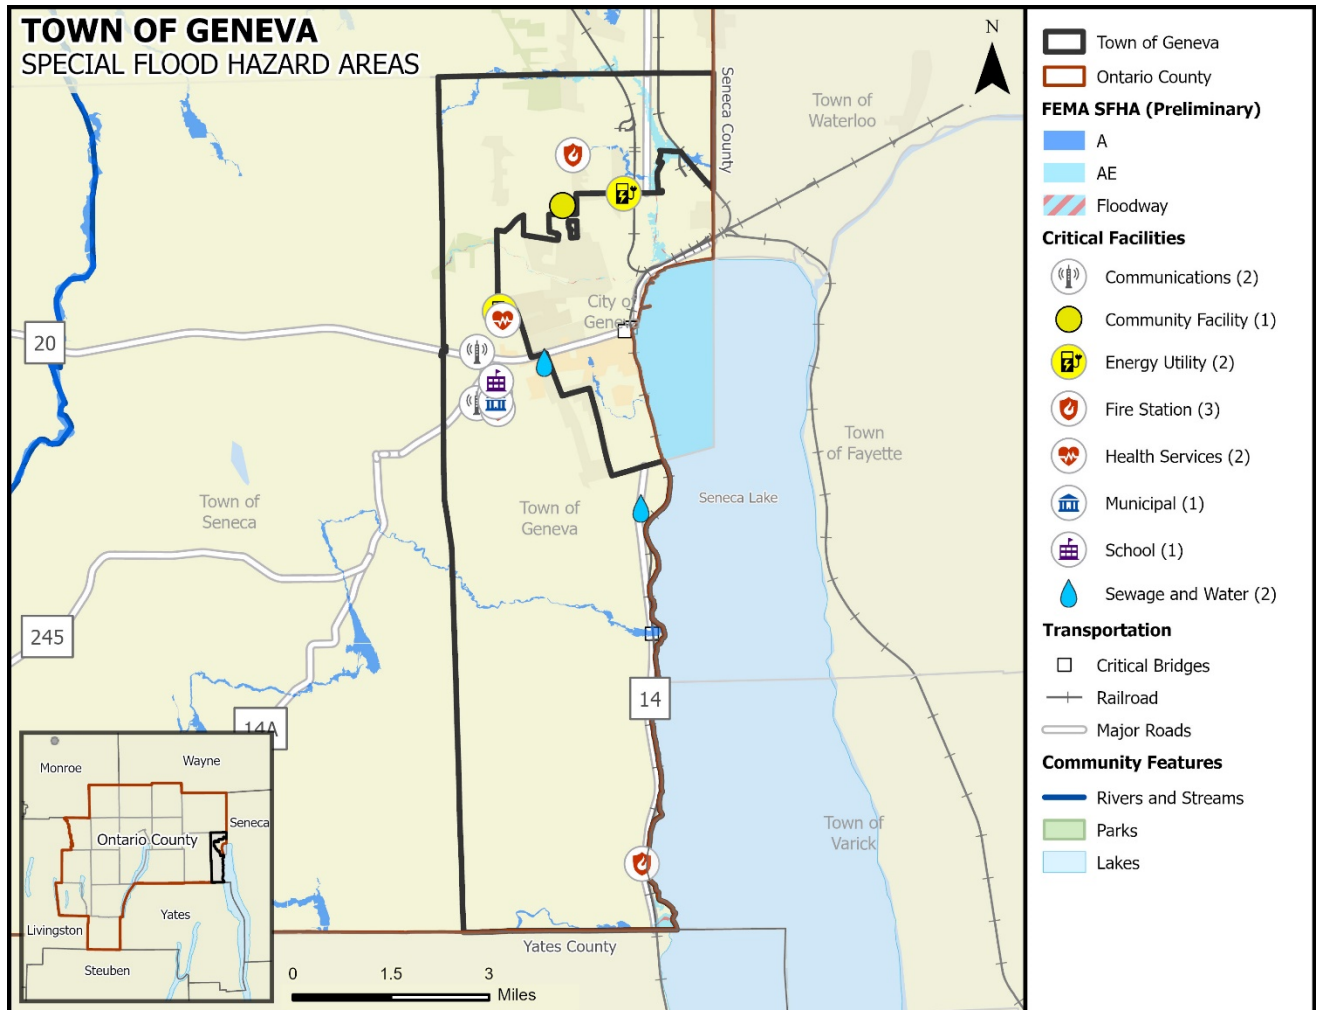 TOWN OF GENEVA
SPECIAL FLOOD HAZARD AREAS
N
Seneca County
Town of
Waterloo
20
City of
Geneva
Town
of Fayette
Town of
Seneca
Town of
Geneva
Seneca Lake
245
14
14A
Town of
Varick
Yates County
0
1.5
3
Miles
Monroe
Wayne
Seneca
Ontario County
Yates
Livingston
Steuben
Town of Geneva
Ontario County
FEMA SFHA (Preliminary)
A
AE
Floodway
Critical Facilities
Communications (2)
Community Facility (1)
Energy Utility (2)
Fire Station (3)
Health Services (2)
Municipal (1)
School (1)
Sewage and Water (2)
Transportation
Critical Bridges
Railroad
Major Roads
Community Features
Rivers and Streams
Parks
Lakes